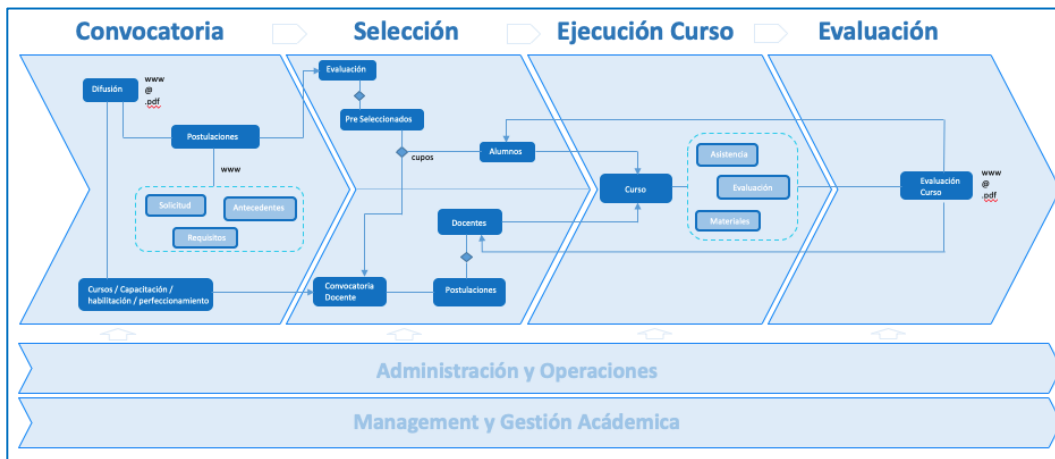 Convocatoria
Selección
Ejecución Curso
Evaluación
Difusión
www
@
.pdf
Postulaciones
www
Solicitud
Antecedentes
Requisitos
Cursos / Capacitación /
habilitación / perfeccionamiento
Evaluación
Pre Seleccionados
cupos
Alumnos
Docentes
Convocatoria
Docente
Postulaciones
Curso
Asistencia
Evaluación
Materiales
Evaluación
Curso
www
@
.pdf
Administración y Operaciones
Management y Gestión Acádemica